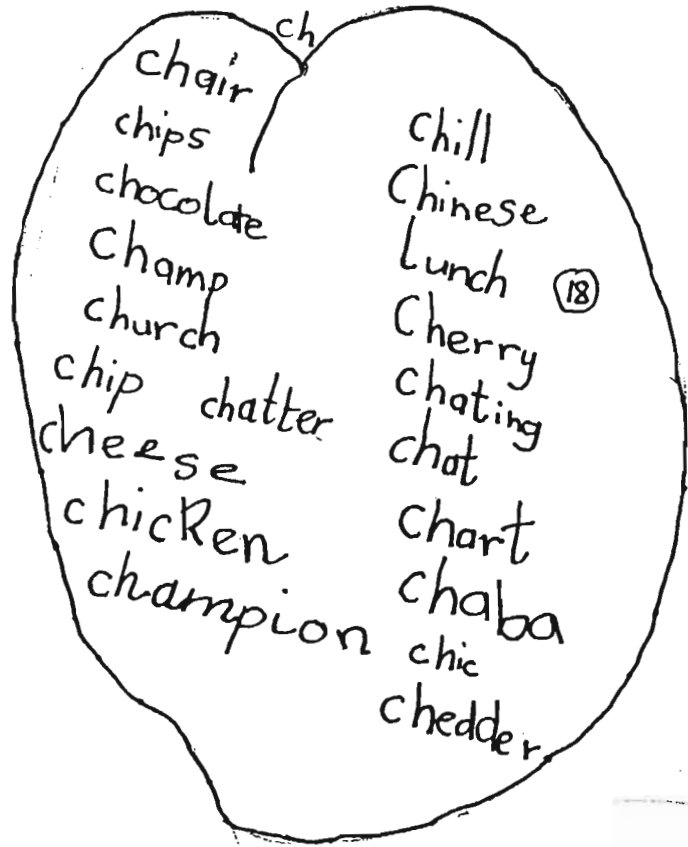 ch
chair
chips
chocolate
Champ
church
chip chatter
cheese
chicken
champion
Chill
Chinese
Lunch 18
Cherry
chating
chat
chart
chaba
chic
chedder